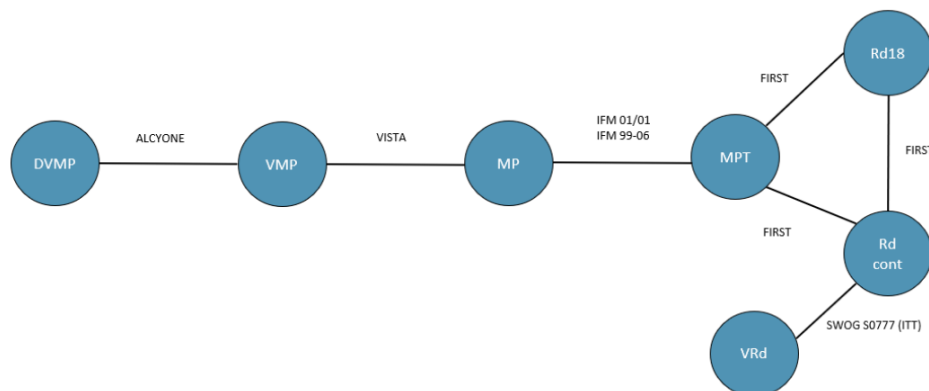 Rd18
FIRST
IFM 01/01
IFM 99-06
ALCYONE
VISTA
DVMP
VMP
MP
MPT
FIRST
FIRST
Rd
cont
SWOG S0777 (ITT)
VRd